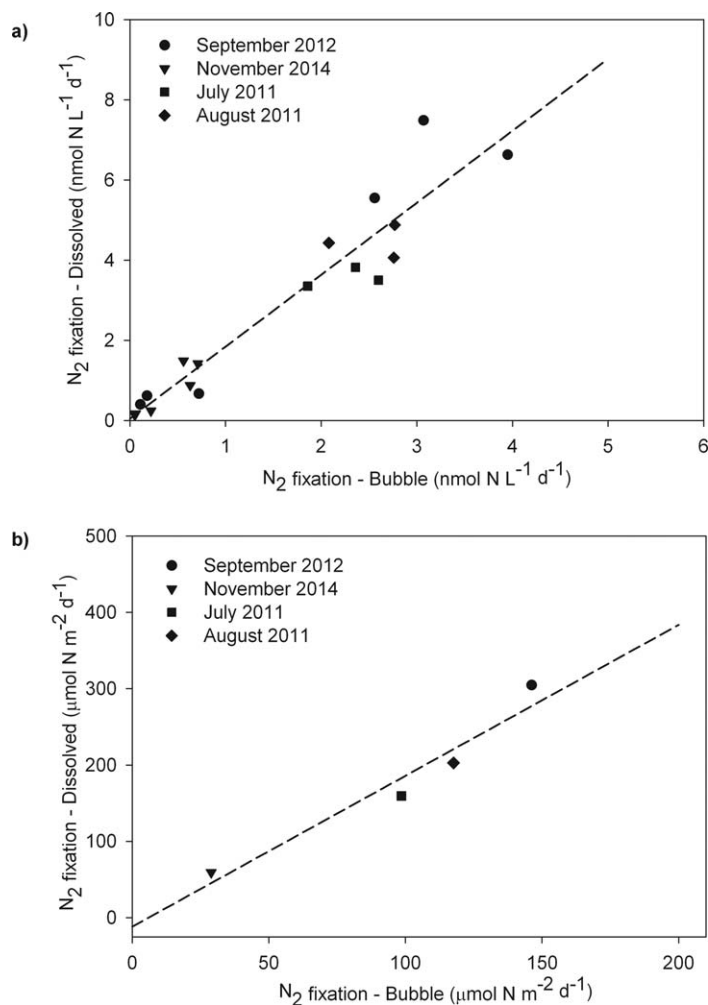 a)
10
8
6
4
2
0
N2 fixation - Dissolved (nmol N L-1 d-1)
September 2012
November 2014
July 2011
August 2011
0 1 2 3 4 5 6
N2 fixation - Bubble (nmol N L-1 d-1)
b)
500
400
300
200
100
0
N2 fixation - Dissolved (μmol N m-2 d-1)
September 2012
November 2014
July 2011
August 2011
0 50 100 150 200
N2 fixation - Bubble (μmol N m-2 d-1)